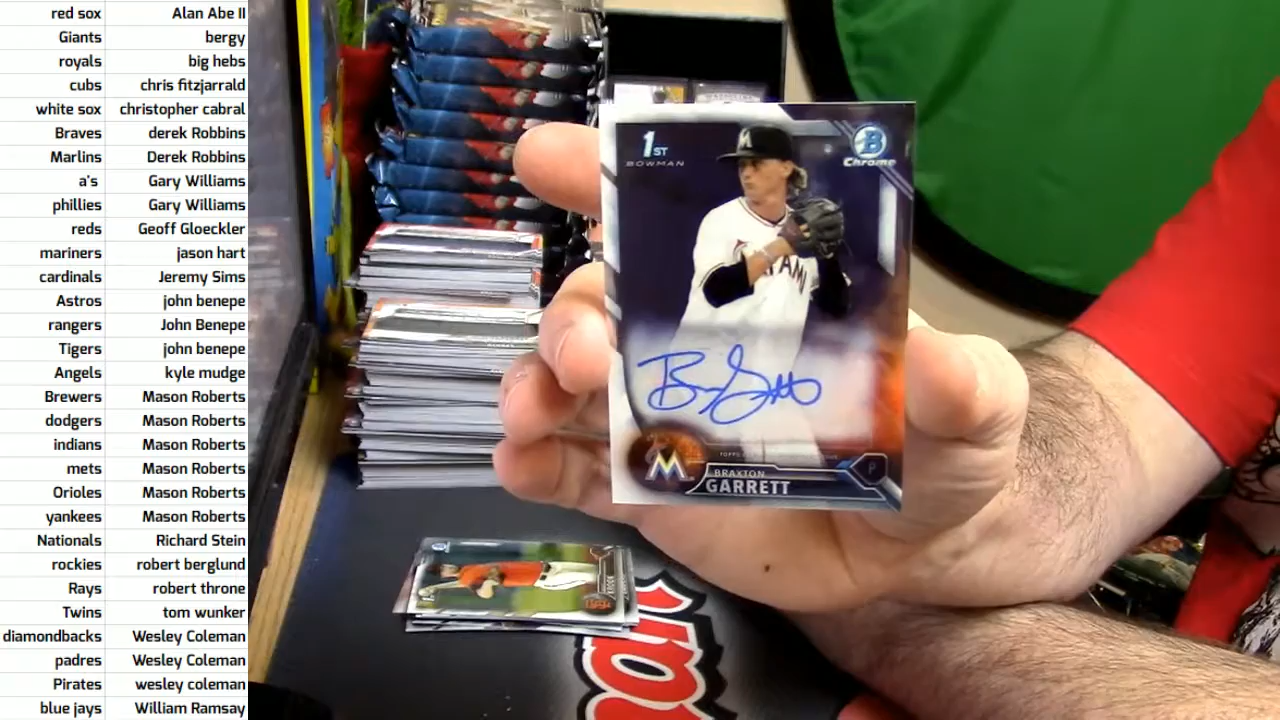 red sox Alan Abe II
Giants bergy
royals big hebs
cubs chris fitzjarrald
white sox christopher cabral
Braves derek Robbins
Marlins Derek Robbins
a's Gary Williams
phillies Gary Williams
reds Geoff Gloeckler
mariners jason hart
cardinals Jeremy Sims
Astros john benepe
rangers John Benepe
Tigers john benepe
Angels kyle mudge
Brewers Mason Roberts
dodgers Mason Roberts
indians Mason Roberts
mets Mason Roberts
Orioles Mason Roberts
yankees Mason Roberts
Nationals Richard Stein
rockies robert berglund
Rays robert throne
Twins tom wunker
diamondbacks Wesley Coleman
padres Wesley Coleman
Pirates wesley coleman
blue jays William Ramsay
1ST
BOWMAN
B
Chrome
M
M
BRAXTON
GARRETT
P